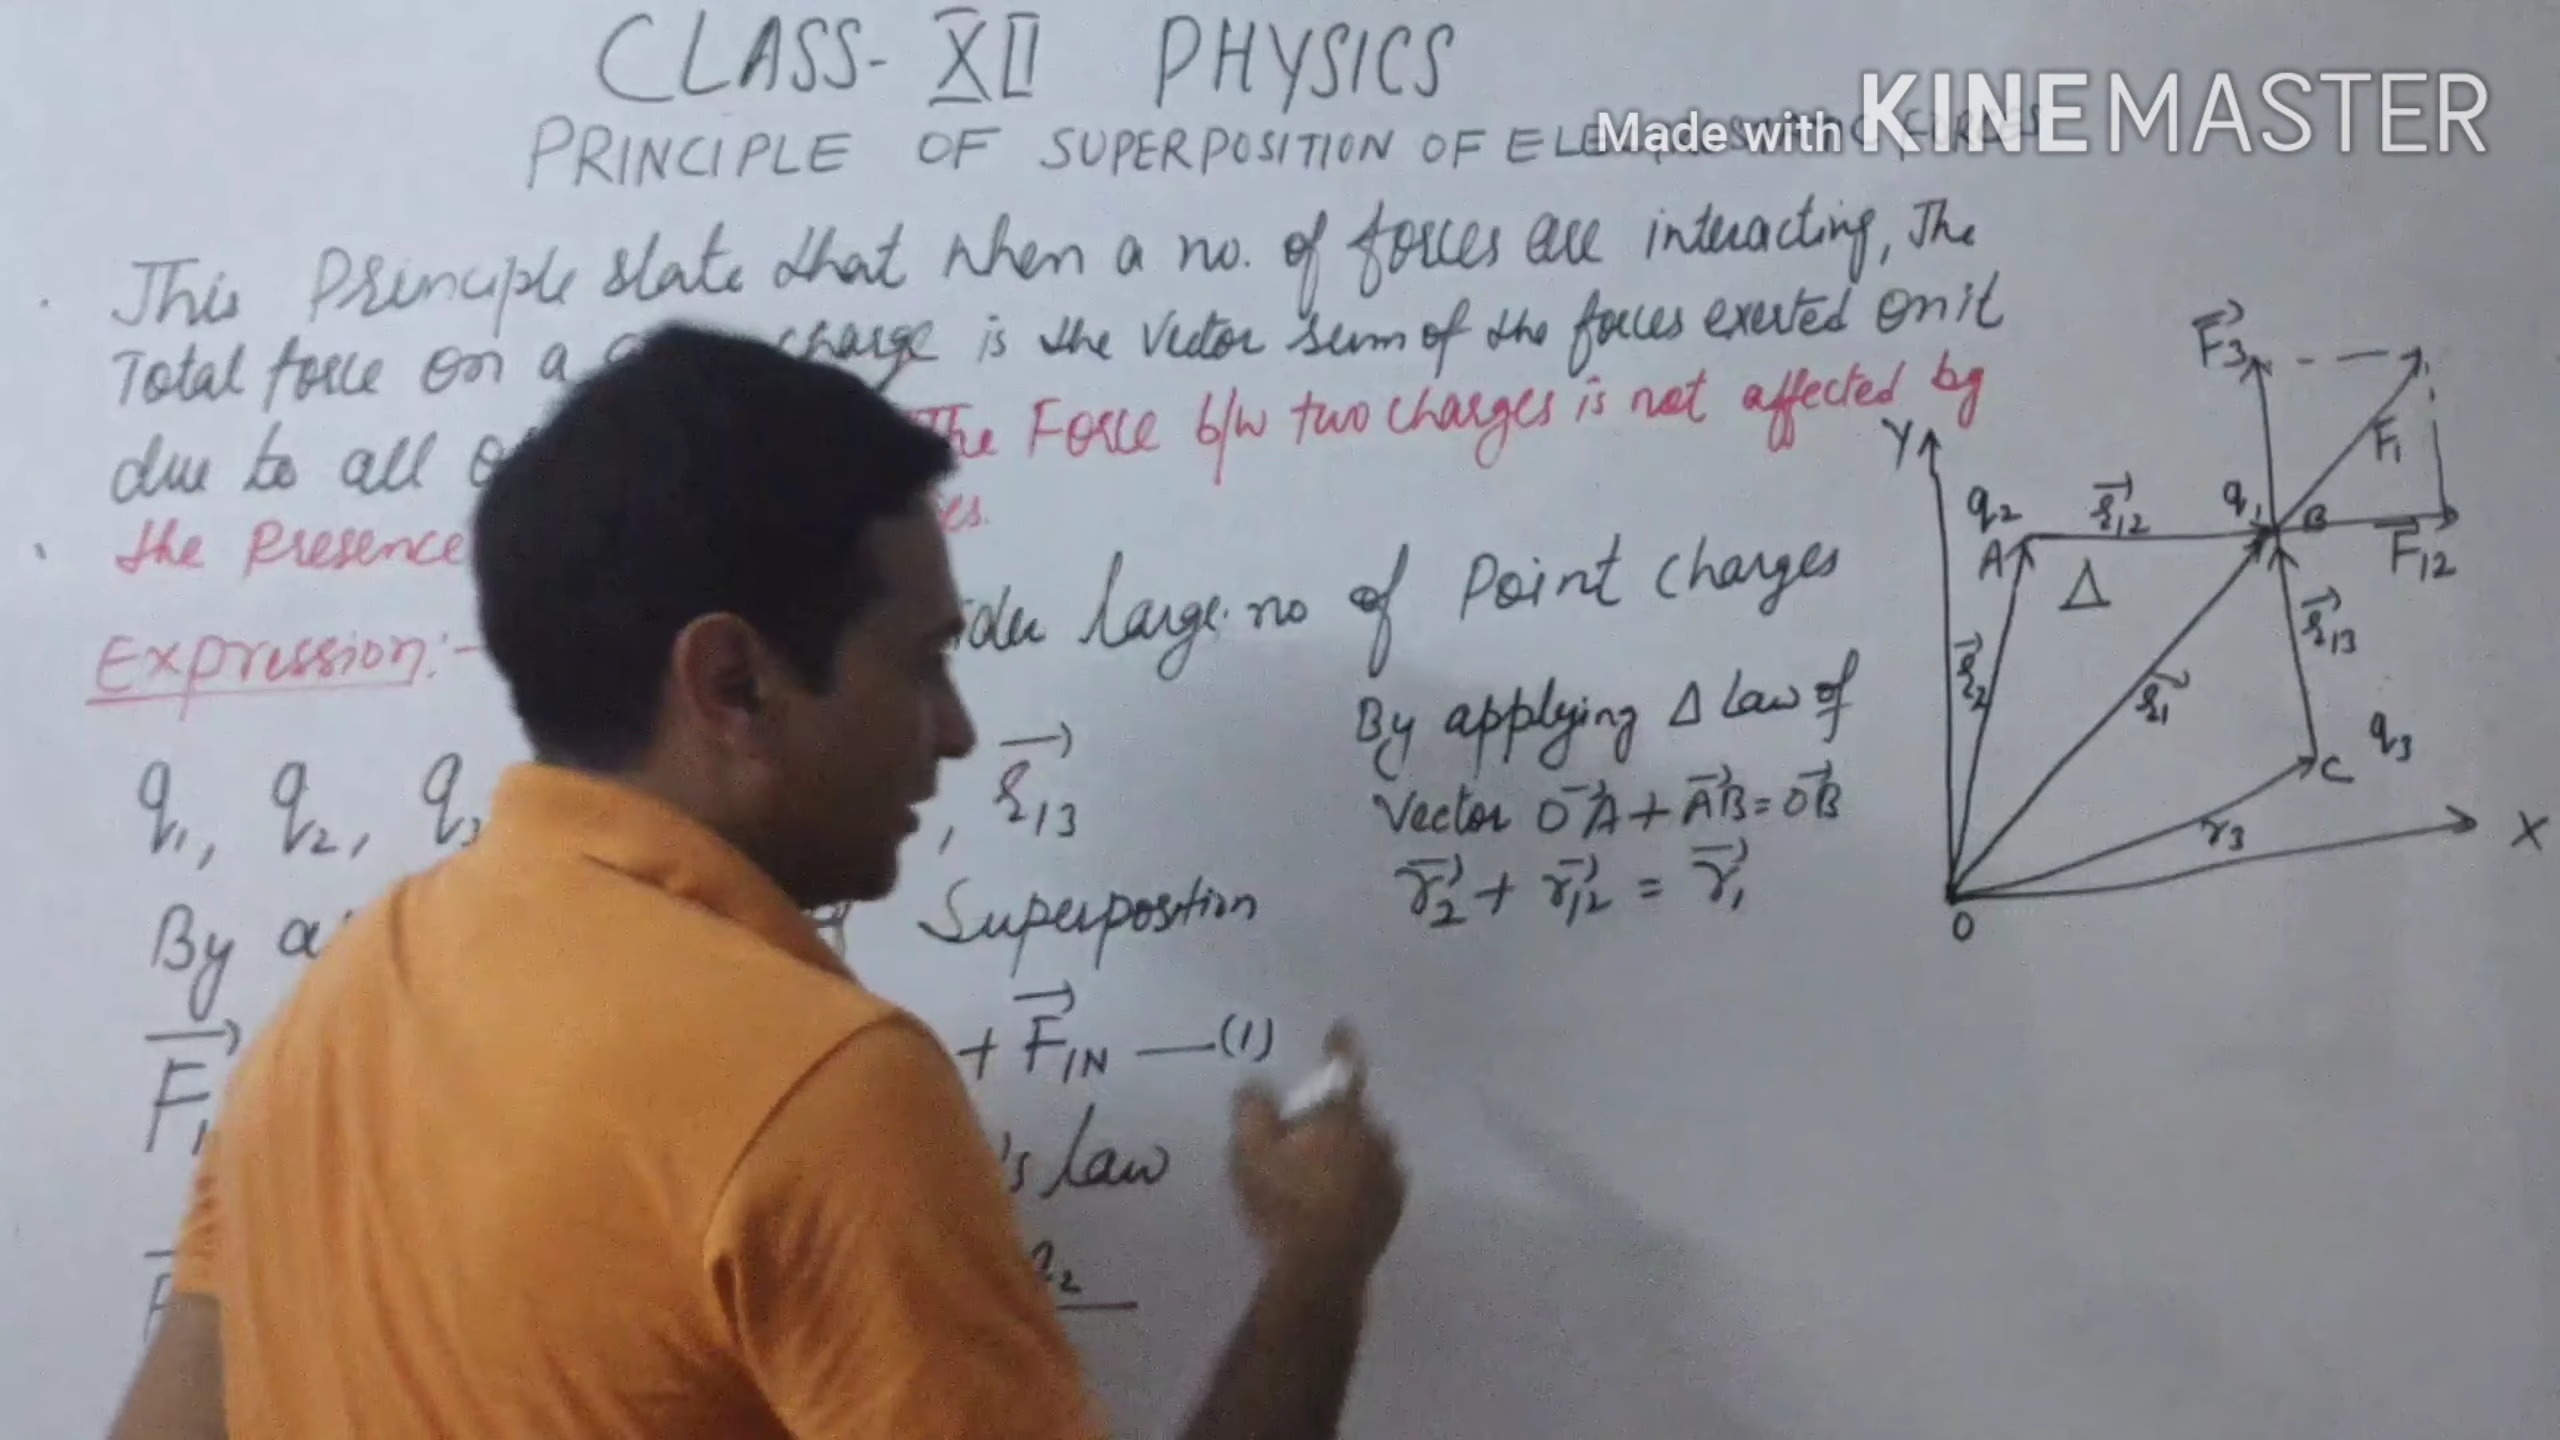 CLASS-XII PHYSICS
Made with KINEMASTER
PRINCIPLE OF SUPERPOSITION OF
This Principle state that when a no. of forces are interacting, The
Total force on a charge is the Vector sum of the forces exerted on it
due to all
The Force b/w two charges is not affected by
the Presence
Expression:-
large no of Point charges
q1, q2, q3 , r13
By Superposition
F1 + F1N —(1)
's law
q2
By applying Δ law of
Vector OA + AB = OB
r2 + r12 = r1
F3
F1
Y
q2 r12 q1 B
A Δ F12
r13
r2 r1
q3
C
r3 X
O